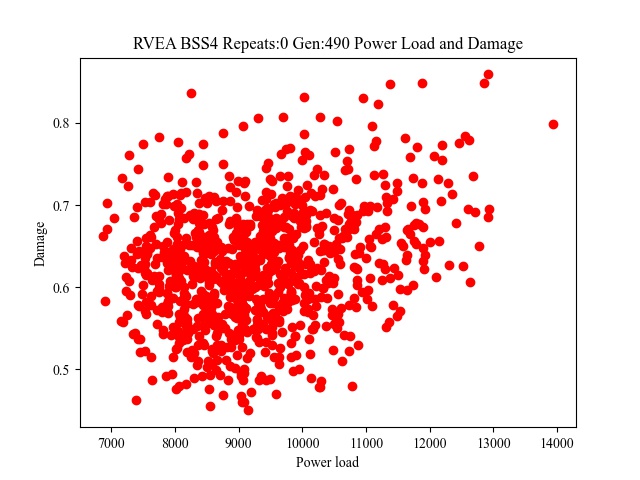 RVEA BSS4 Repeats:0 Gen:490 Power Load and Damage
Damage
0.8
0.7
0.6
0.5
7000 8000 9000 10000 11000 12000 13000 14000
Power load